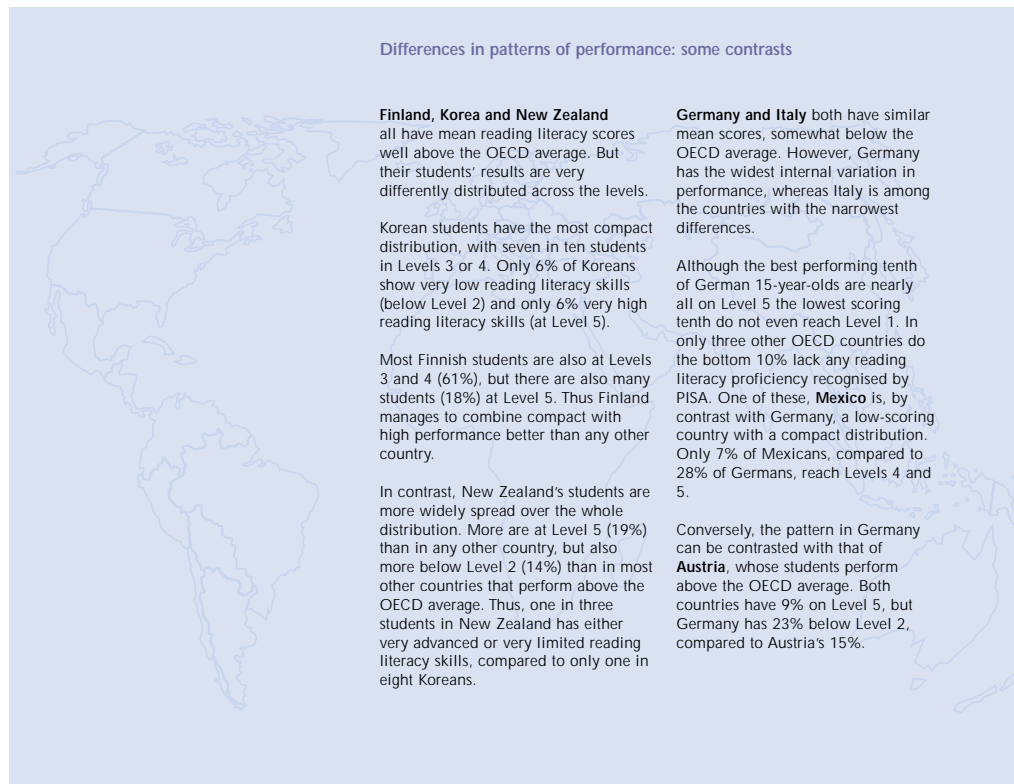 Differences in patterns of performance: some contrasts
Finland, Korea and New Zealand
all have mean reading literacy scores
well above the OECD average. But
their students' results are very
differently distributed across the levels.
Korean students have the most compact
distribution, with seven in ten students
in Levels 3 or 4. Only 6% of Koreans
show very low reading literacy skills
(below Level 2) and only 6% very high
reading literacy skills (at Level 5).
Most Finnish students are also at Levels
3 and 4 (61%), but there are also many
students (18%) at Level 5. Thus Finland
manages to combine compact with
high performance better than any other
country.
In contrast, New Zealand's students are
more widely spread over the whole
distribution. More are at Level 5 (19%)
than in any other country, but also
more below Level 2 (14%) than in most
other countries that perform above the
OECD average. Thus, one in three
students in New Zealand has either
very advanced or very limited reading
literacy skills, compared to only one in
eight Koreans.
Germany and Italy both have similar
mean scores, somewhat below the
OECD average. However, Germany
has the widest internal variation in
performance, whereas Italy is among
the countries with the narrowest
differences.
Although the best performing tenth
of German 15-year-olds are nearly
all on Level 5 the lowest scoring
tenth do not even reach Level 1. In
only three other OECD countries do
the bottom 10% lack any reading
literacy proficiency recognised by
PISA. One of these, Mexico is, by
contrast with Germany, a low-scoring
country with a compact distribution.
Only 7% of Mexicans, compared to
28% of Germans, reach Levels 4 and
5.
Conversely, the pattern in Germany
can be contrasted with that of
Austria, whose students perform
above the OECD average. Both
countries have 9% on Level 5, but
Germany has 23% below Level 2,
compared to Austria's 15%.